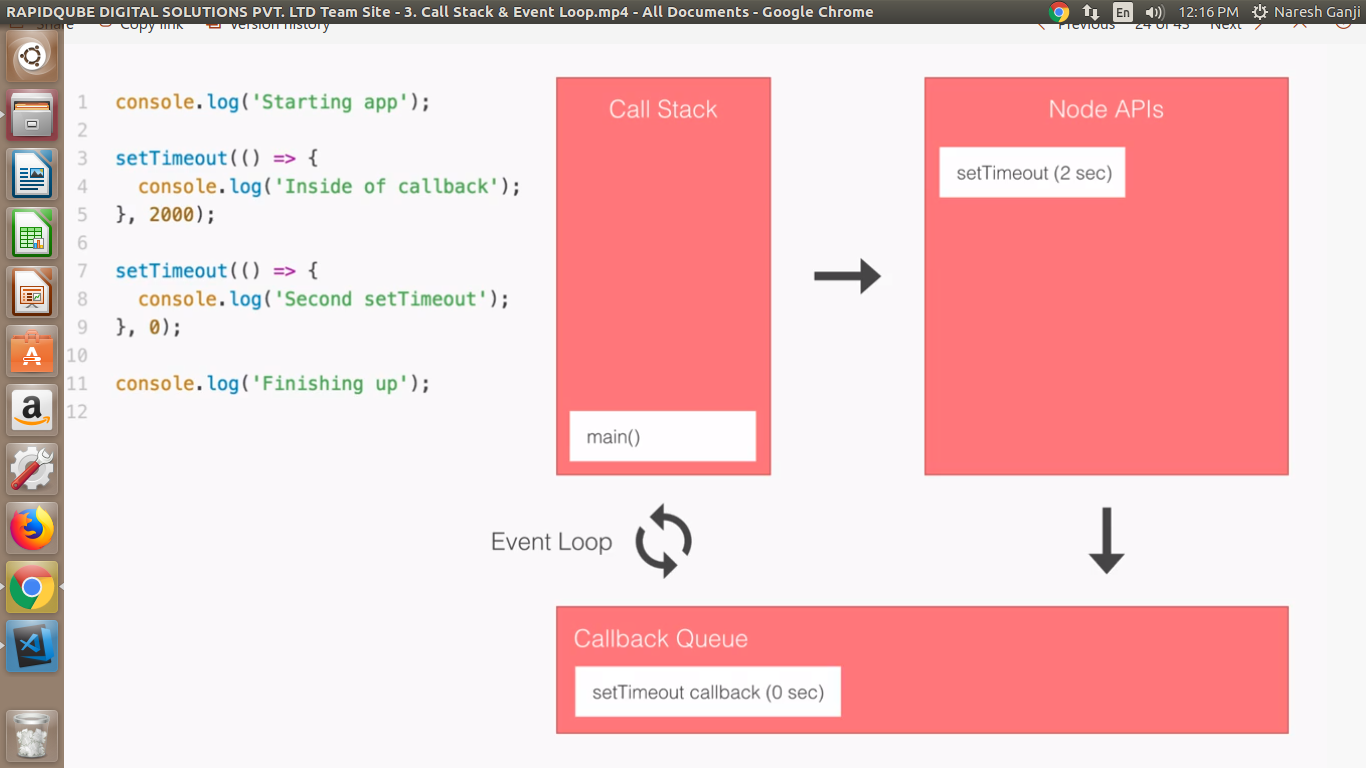 RAPIDQUBE DIGITAL SOLUTIONS PVT. LTD Team Site - 3. Call Stack & Event Loop.mp4 - All Documents - Google Chrome
En
12:16 PM
Naresh Ganji
Share
Copy link
Version history
Previous
24 of 43
Next
1 console.log('Starting app');
2
3 setTimeout(() => {
4 console.log('Inside of callback');
5 }, 2000);
6
7 setTimeout(() => {
8 console.log('Second setTimeout');
9 }, 0);
10
11 console.log('Finishing up');
12
Call Stack
main()
Node APIs
setTimeout (2 sec)
Event Loop
Callback Queue
setTimeout callback (0 sec)